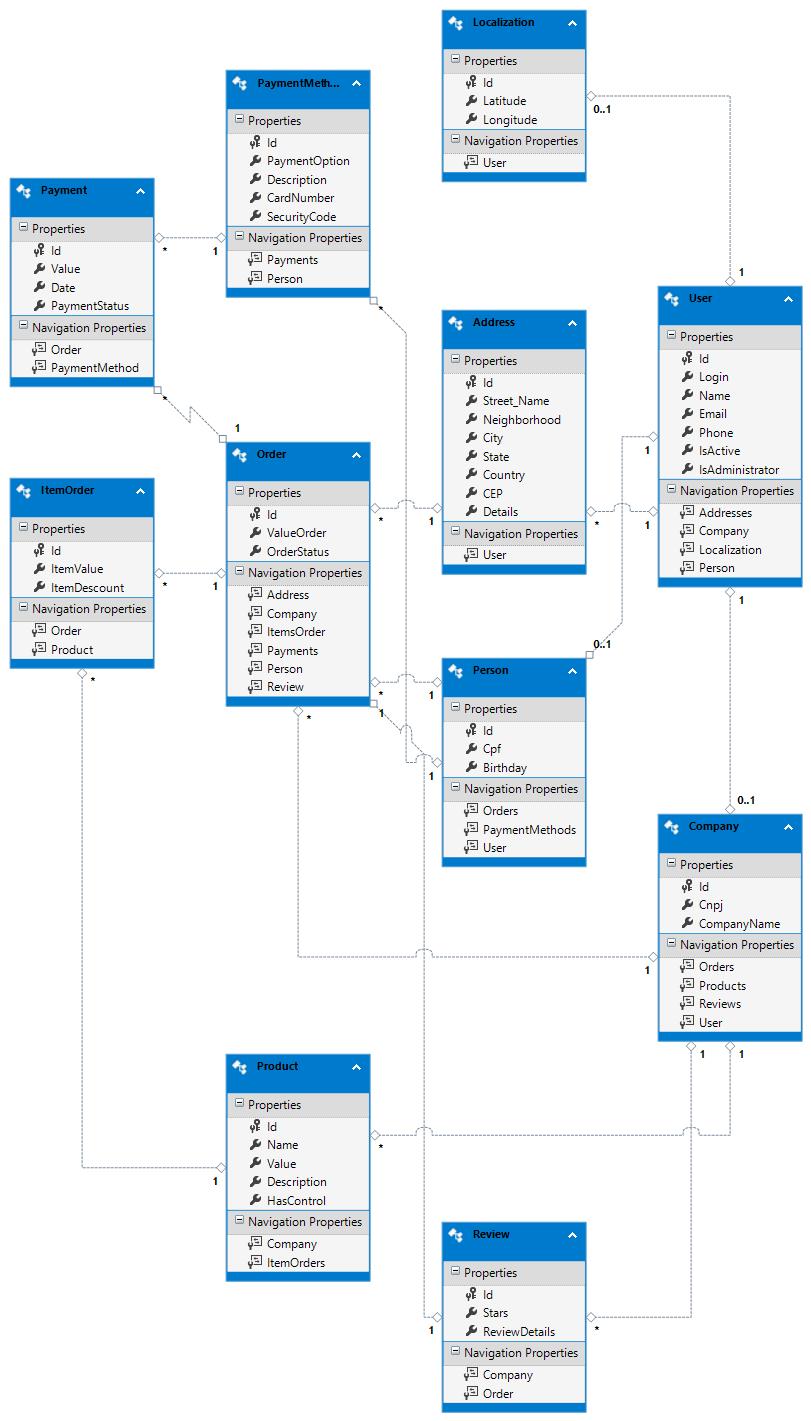 Localization
Properties
Id
Latitude
Longitude
Navigation Properties
User
0..1
1
PaymentMeth...
Properties
Id
PaymentOption
Description
CardNumber
SecurityCode
Navigation Properties
Payments
Person
1
*
Payment
Properties
Id
Value
Date
PaymentStatus
Navigation Properties
Order
PaymentMethod
*
*
1
Address
Properties
Id
Street_Name
Neighborhood
City
State
Country
CEP
Details
Navigation Properties
User
1
*
User
Properties
Id
Login
Name
Email
Phone
IsActive
IsAdministrator
Navigation Properties
Addresses
Company
Localization
Person
1
1
1
Order
Properties
Id
ValueOrder
OrderStatus
Navigation Properties
Address
Company
ItemsOrder
Payments
Person
Review
*
1
*
1
*
ItemOrder
Properties
Id
ItemValue
ItemDescount
Navigation Properties
Order
Product
*
*
Person
Properties
Id
Cpf
Birthday
Navigation Properties
Orders
PaymentMethods
User
0..1
1
1
0..1
Company
Properties
Id
Cnpj
CompanyName
Navigation Properties
Orders
Products
Reviews
User
1
1
1
Product
Properties
Id
Name
Value
Description
HasControl
Navigation Properties
Company
ItemOrders
*
1
Review
Properties
Id
Stars
ReviewDetails
Navigation Properties
Company
Order
1
*